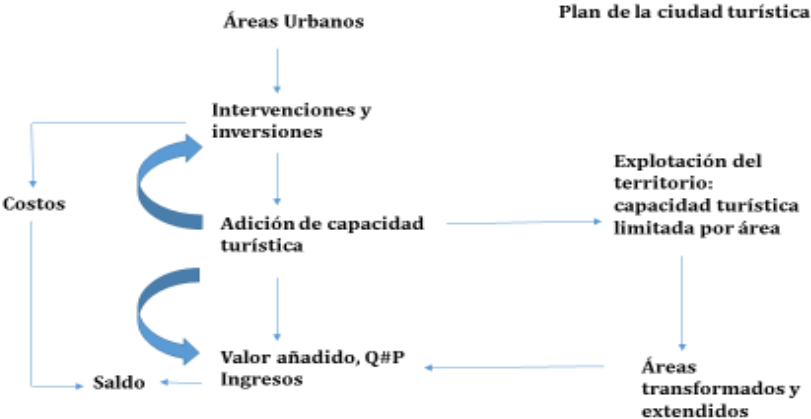 Plan de la ciudad turística
Áreas Urbanos
Intervenciones y
inversiones
Explotación del
territorio:
capacidad turística
limitada por área
Costos
Adición de capacidad
turística
Valor añadido, Q#P
Ingresos
Saldo
Áreas
transformados y
extendidos